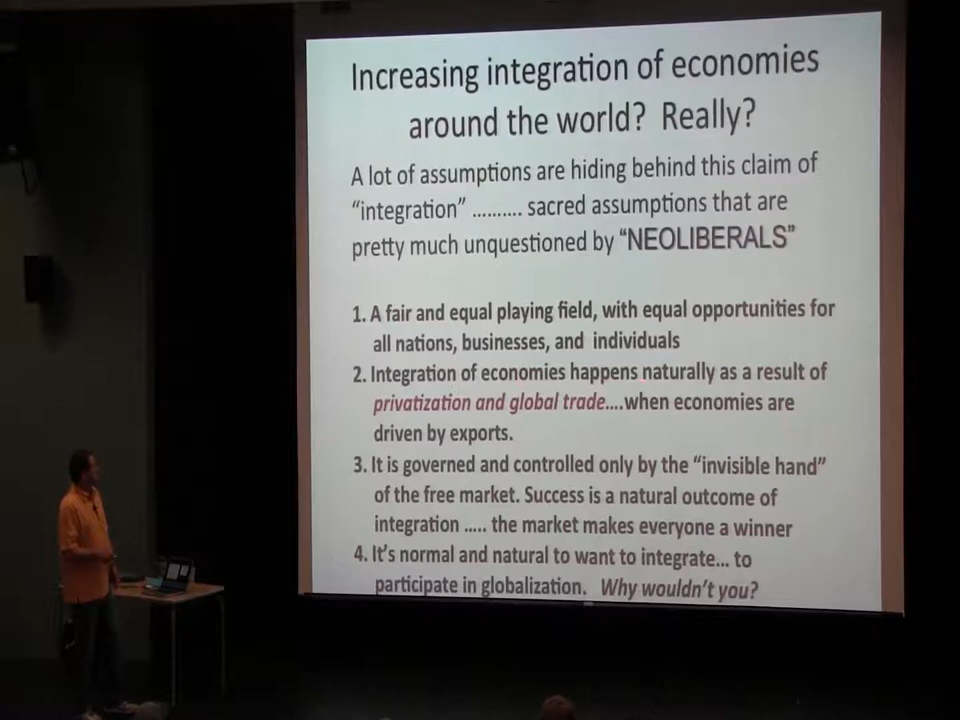 Increasing integration of economies
around the world? Really?
A lot of assumptions are hiding behind this claim of
“integration” .......... sacred assumptions that are
pretty much unquestioned by “NEOLIBERALS”
1. A fair and equal playing field, with equal opportunities for
all nations, businesses, and individuals
2. Integration of economies happens naturally as a result of
privatization and global trade....when economies are
driven by exports.
3. It is governed and controlled only by the “invisible hand”
of the free market. Success is a natural outcome of
integration ..... the market makes everyone a winner
4. It’s normal and natural to want to integrate... to
participate in globalization. Why wouldn’t you?